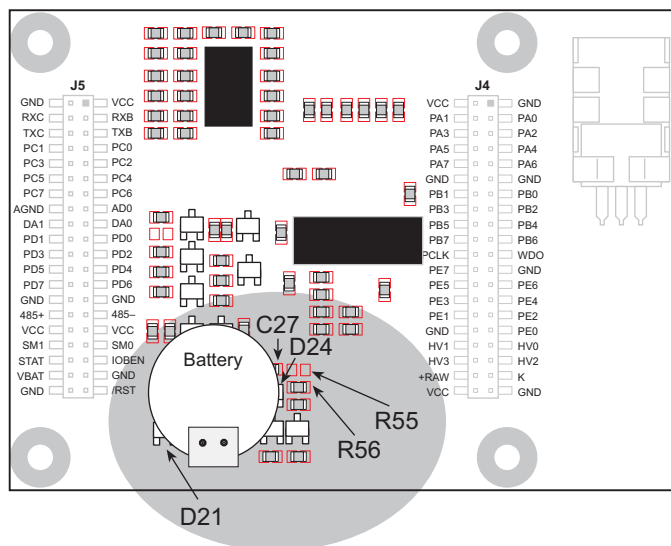 J5
GND VCC
RXC RXB
TXC TXB
PC1 PC0
PC3 PC2
PC5 PC4
PC7 PC6
AGND AD0
DA1 DA0
PD1 PD0
PD3 PD2
PD5 PD4
PD7 PD6
GND GND
485+ 485–
VCC VCC
SM1 SM0
STAT IOBEN
VBAT GND
GND /RST
J4
VCC GND
PA1 PA0
PA3 PA2
PA5 PA4
PA7 PA6
GND GND
PB1 PB0
PB3 PB2
PB5 PB4
PB7 PB6
PCLK WDO
PE7 GND
PE5 PE6
PE3 PE4
PE1 PE2
GND PE0
HV1 HV0
HV3 HV2
+RAW K
VCC GND
Battery
C27
D24
R55
R56
D21